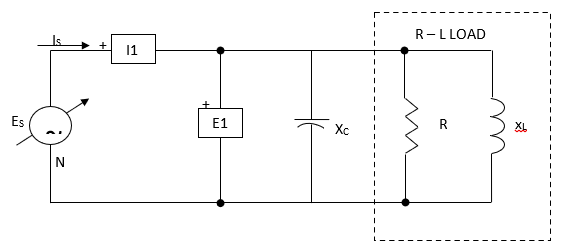 R – L LOAD
Is
+
I1
+
E1
Es
N
Xc
R
XL